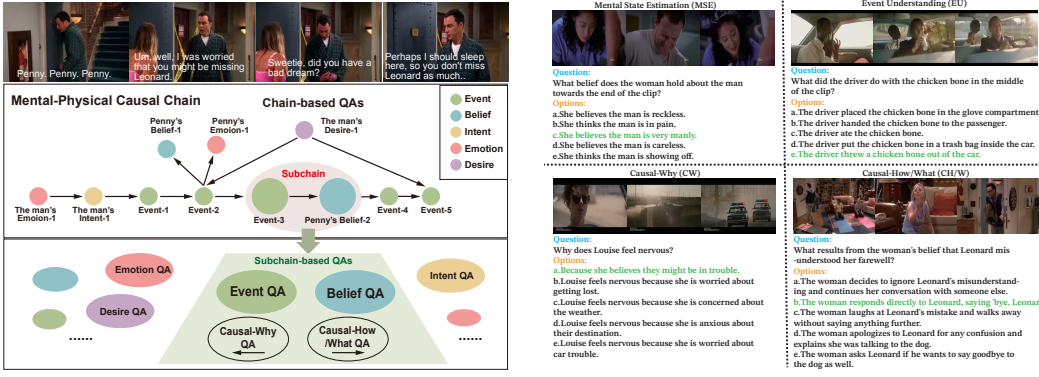 Penny. Penny. Penny.
Um, well, I was worried
that you might be missing
Leonard.
Sweetie, did you have a
bad dream?
Perhaps I should sleep
here, so you don't miss
Leonard as much..
Mental-Physical Causal Chain
Chain-based QAs
Event
Belief
Intent
Emotion
Desire
Penny's
Belief-1
Penny's
Emoion-1
The man's
Desire-1
Subchain
The man's
Emoion-1
The man's
Intent-1
Event-1
Event-2
Event-3
Penny's Belief-2
Event-4
Event-5
Subchain-based QAs
Emotion QA
Desire QA
......
Event QA
Belief QA
Causal-Why
QA
Causal-How
/What QA
Intent QA
......
Mental State Estimation (MSE)
Question:
What belief does the woman hold about the man
towards the end of the clip?
Options:
a.She believes the man is reckless.
b.She thinks the man is in pain.
c.She believes the man is very manly.
d.She believes the man is careless.
e.She thinks the man is showing off.
Event Understanding (EU)
Question:
What did the driver do with the chicken bone in the middle
of the clip?
Options:
a.The driver placed the chicken bone in the glove compartment
b.The driver handed the chicken bone to the passenger.
c.The driver ate the chicken bone.
d.The driver put the chicken bone in a trash bag inside the car.
e.The driver threw a chicken bone out of the car.
Causal-Why (CW)
Question:
Why does Louise feel nervous?
Options:
a.Because she believes they might be in trouble.
b.Louise feels nervous because she is worried about
getting lost.
c.Louise feels nervous because she is concerned about
the weather.
d.Louise feels nervous because she is anxious about
their destination.
e.Louise feels nervous because she is worried about
car trouble.
Causal-How/What (CH/W)
Question:
What results from the woman's belief that Leonard mis
-understood her farewell?
Options:
a.The woman decides to ignore Leonard's misunderstand-
ing and continues her conversation with someone else.
b.The woman responds directly to Leonard, saying 'bye, Leonar
c.The woman laughs at Leonard's mistake and walks away
without saying anything further.
d.The woman apologizes to Leonard for any confusion and
explains she was talking to the dog.
e.The woman asks Leonard if he wants to say goodbye to
the dog as well.